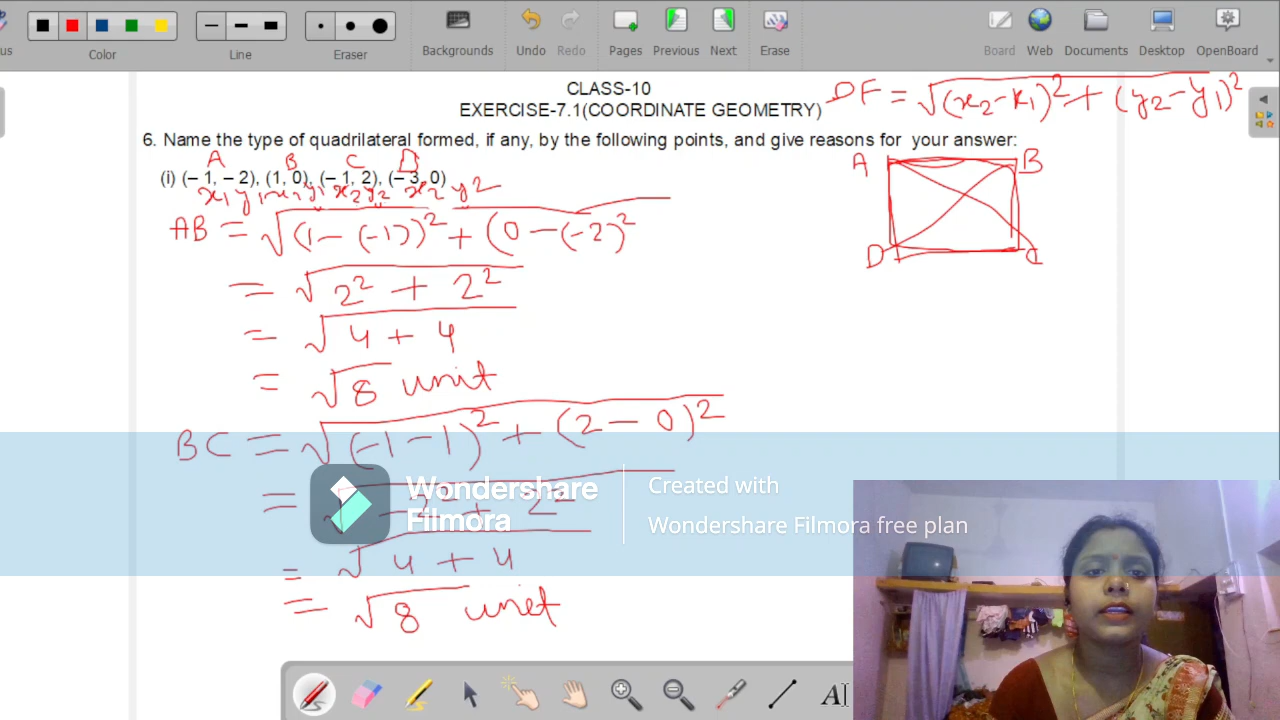 Color
Line
Eraser
Backgrounds
Undo
Redo
Pages
Previous
Next
Erase
Board
Web
Documents
Desktop
OpenBoard
CLASS-10
EXERCISE-7.1(COORDINATE GEOMETRY)
DF = √(x2-x1)² + (y2-y1)²
6. Name the type of quadrilateral formed, if any, by the following points, and give reasons for your answer:
A B C D
(i) (− 1, − 2), (1, 0), (− 1, 2), (− 3, 0)
A B
D C
AB = √(1-(-1))² + (0-(-2)²
= √2² + 2²
= √4 + 4
= √8 unit
BC = √(-1-1)² + (2-0)²
= √-2² + 2²
= √4 + 4
= √8 unit
Wondershare
Filmora
Created with
Wondershare Filmora free plan
A